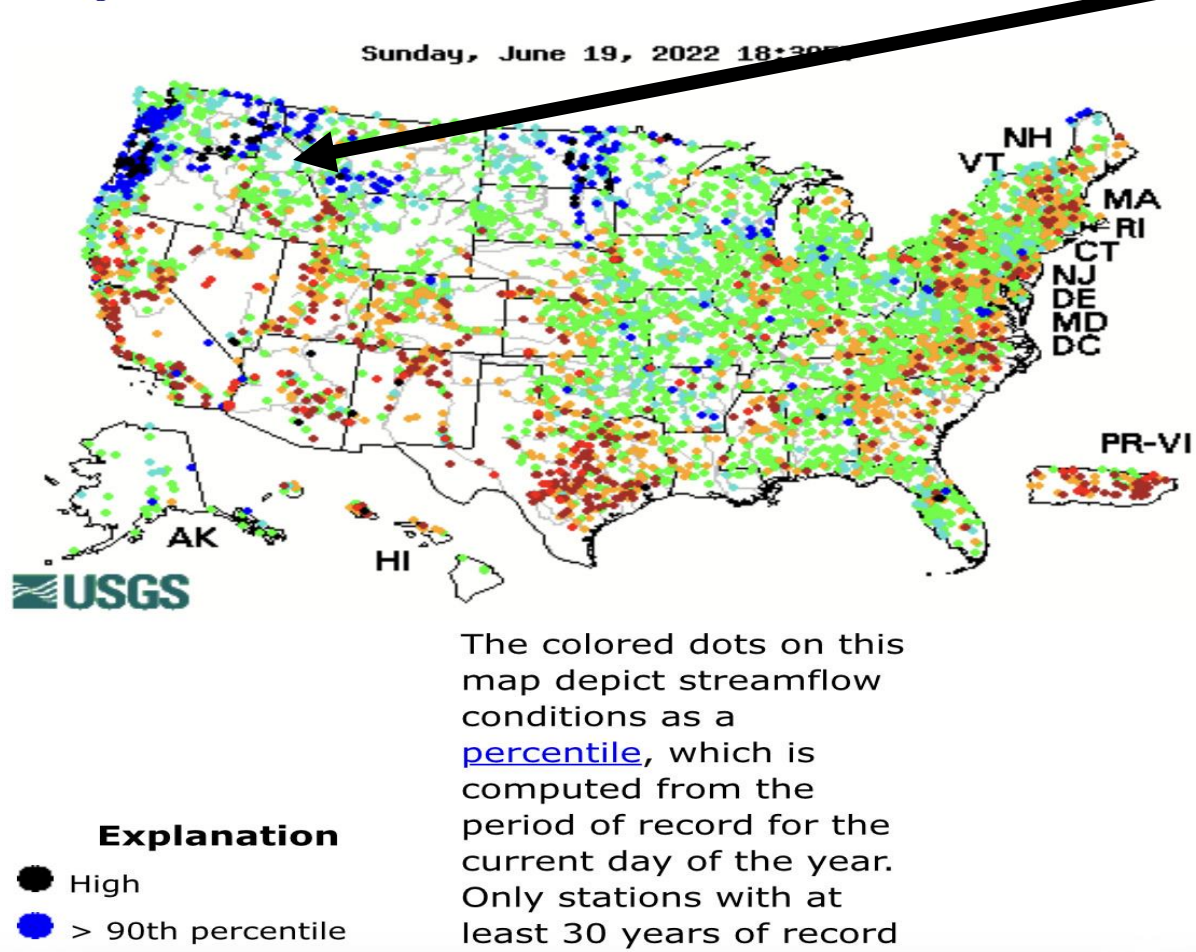 Sunday, June 19, 2022
NH
VT
MA
RI
CT
NJ
DE
MD
DC
PR-VI
AK
HI
USGS
The colored dots on this
map depict streamflow
conditions as a
percentile, which is
computed from the
period of record for the
current day of the year.
Only stations with at
least 30 years of record
Explanation
High
> 90th percentile